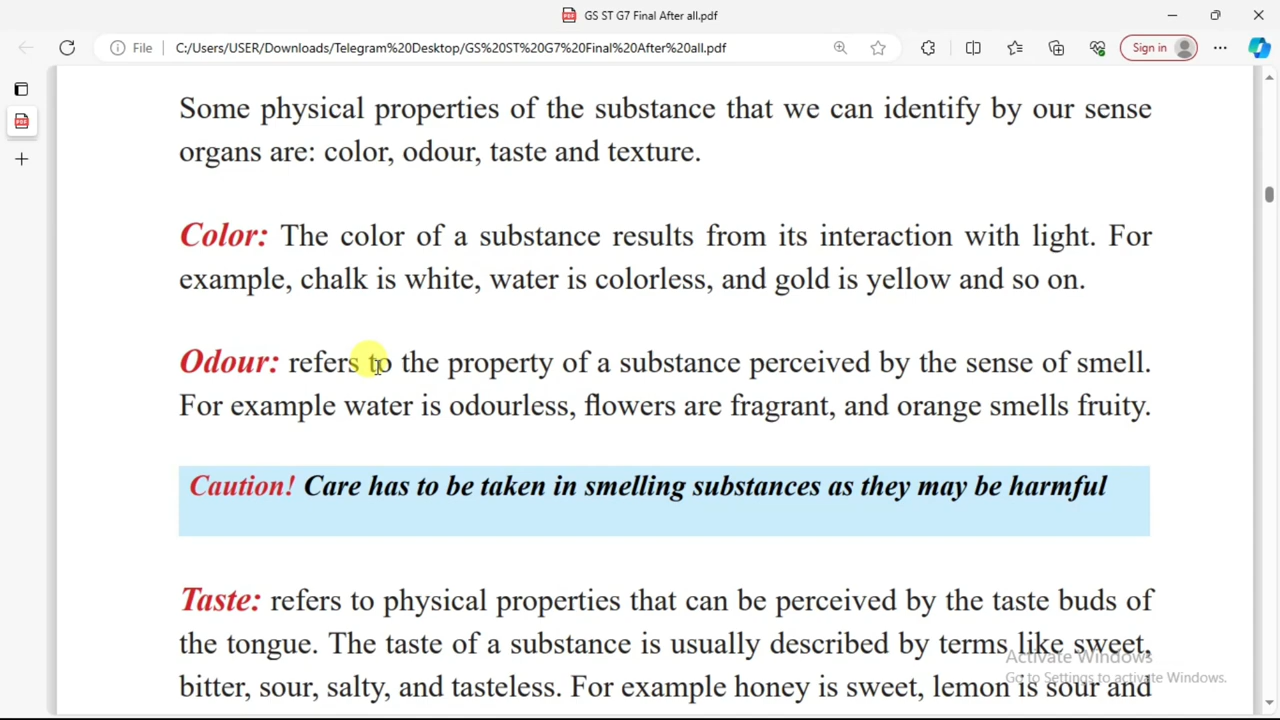 GS ST G7 Final After all.pdf
File
C:/Users/USER/Downloads/Telegram%20Desktop/GS%20ST%20G7%20Final%20After%20all.pdf
Sign in
Some physical properties of the substance that we can identify by our sense
organs are: color, odour, taste and texture.
Color: The color of a substance results from its interaction with light. For
example, chalk is white, water is colorless, and gold is yellow and so on.
Odour: refers to the property of a substance perceived by the sense of smell.
For example water is odourless, flowers are fragrant, and orange smells fruity.
Caution! Care has to be taken in smelling substances as they may be harmful
Taste: refers to physical properties that can be perceived by the taste buds of
the tongue. The taste of a substance is usually described by terms like sweet,
bitter, sour, salty, and tasteless. For example honey is sweet, lemon is sour and
Activate Windows
Go to Settings to activate Windows.